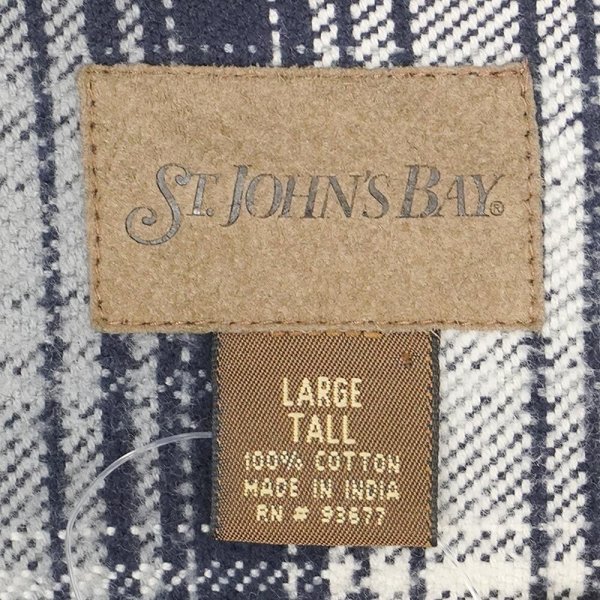 ST. JOHN'S BAY®
LARGE
TALL
100% COTTON
MADE IN INDIA
RN # 93677